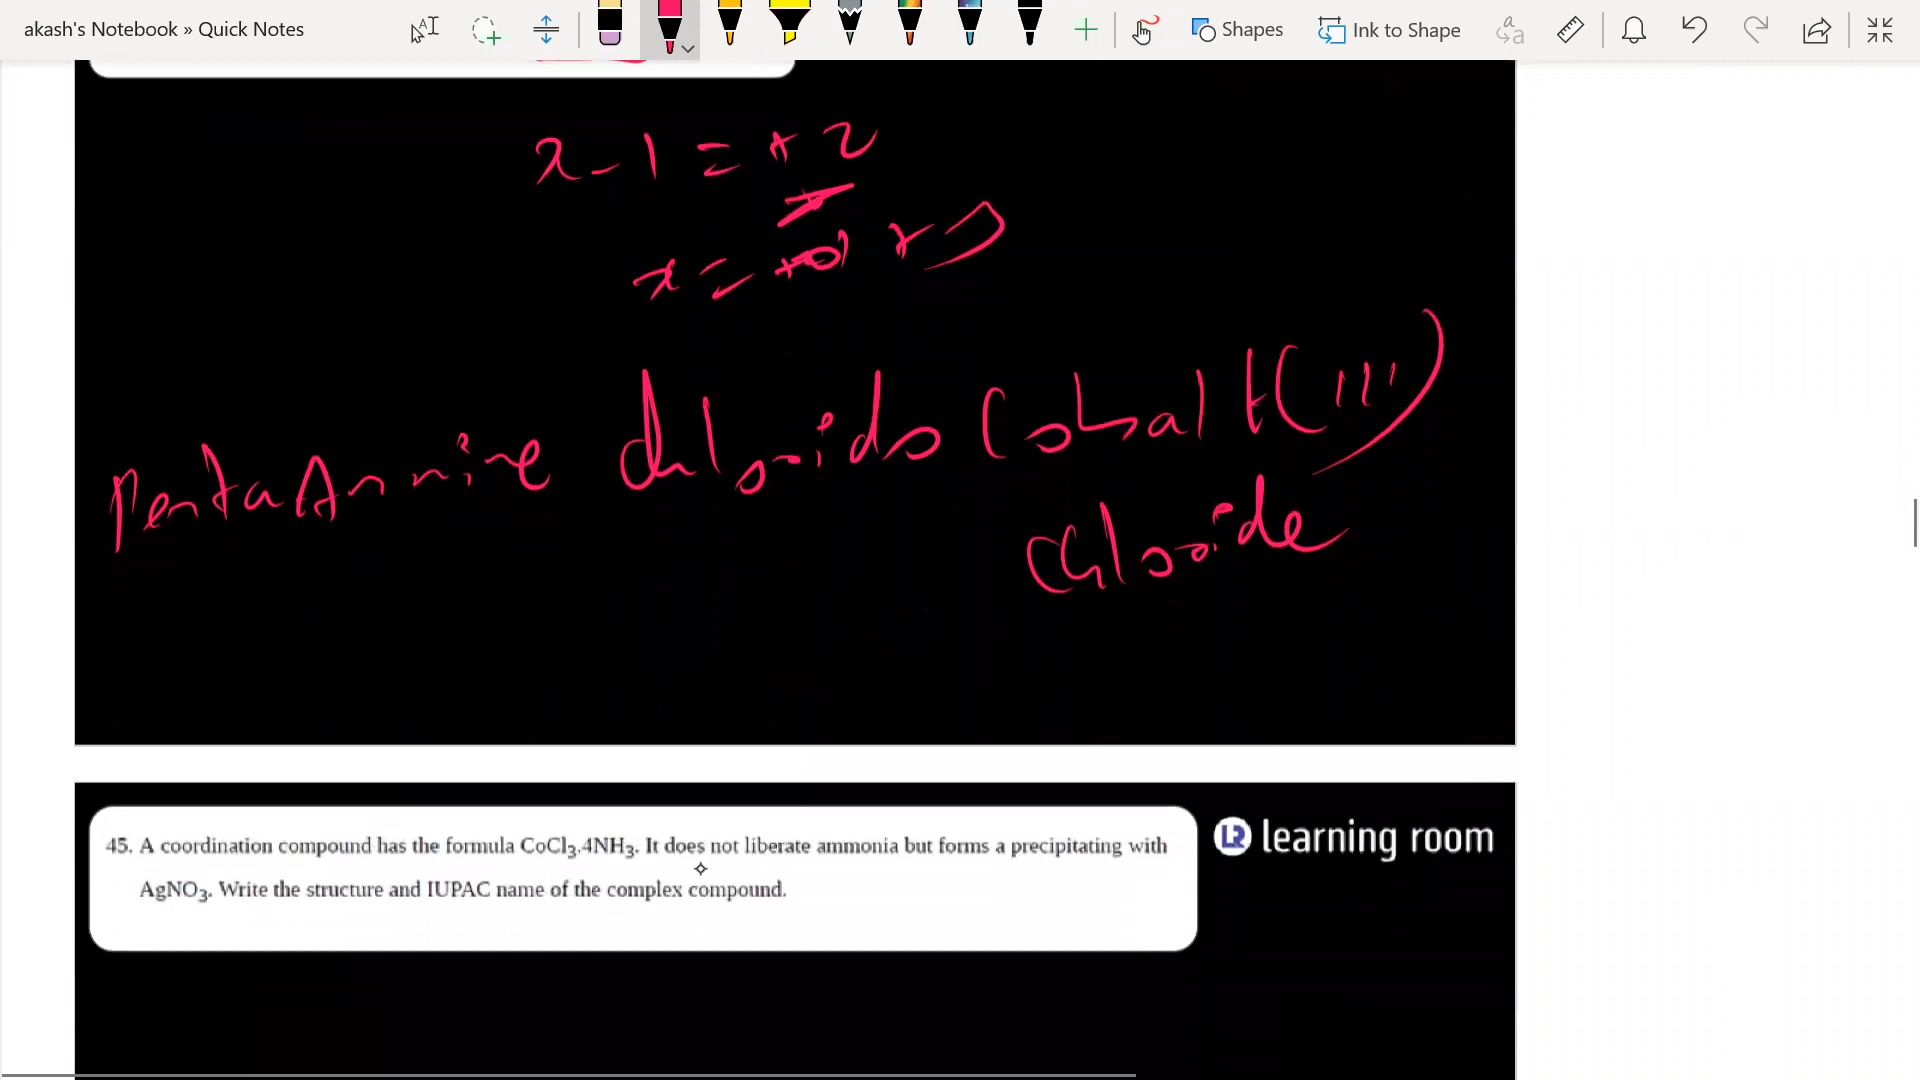 akash's Notebook » Quick Notes
Shapes
Ink to Shape
x - 1 = + 2
x = +3
PentaAmmine chlorido Cobalt(III)
Chloride
45. A coordination compound has the formula CoCl₃.4NH₃. It does not liberate ammonia but forms a precipitating with
AgNO₃. Write the structure and IUPAC name of the complex compound.
LR learning room